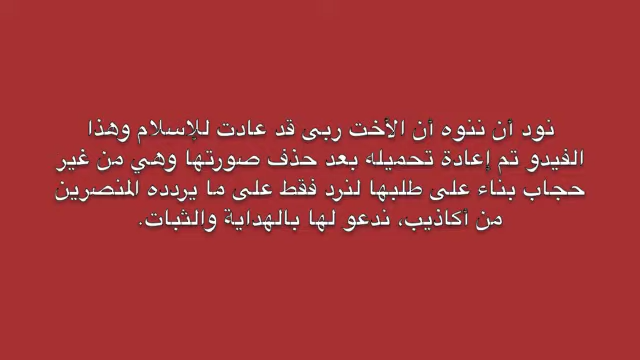 نود أن ننوه أن الأخت ربى قد عادت للإسلام وهذا
الفيدو تم إعادة تحميله بعد حذف صورتها وهي من غير
حجاب بناء على طلبها لنرد فقط على ما يردده المنصرين
من أكاذيب، ندعو لها بالهداية والثبات.